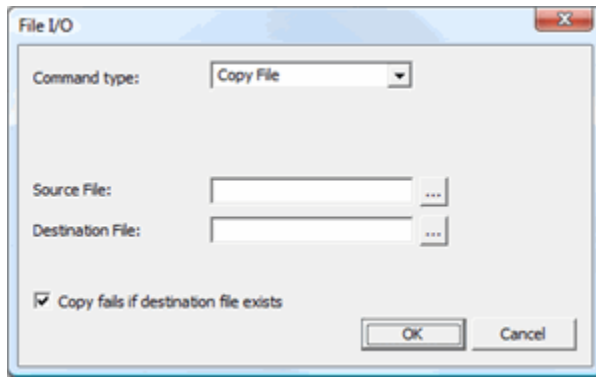 File I/O
Command type: Copy File
Source File: ...
Destination File: ...
Copy fails if destination file exists
OK Cancel